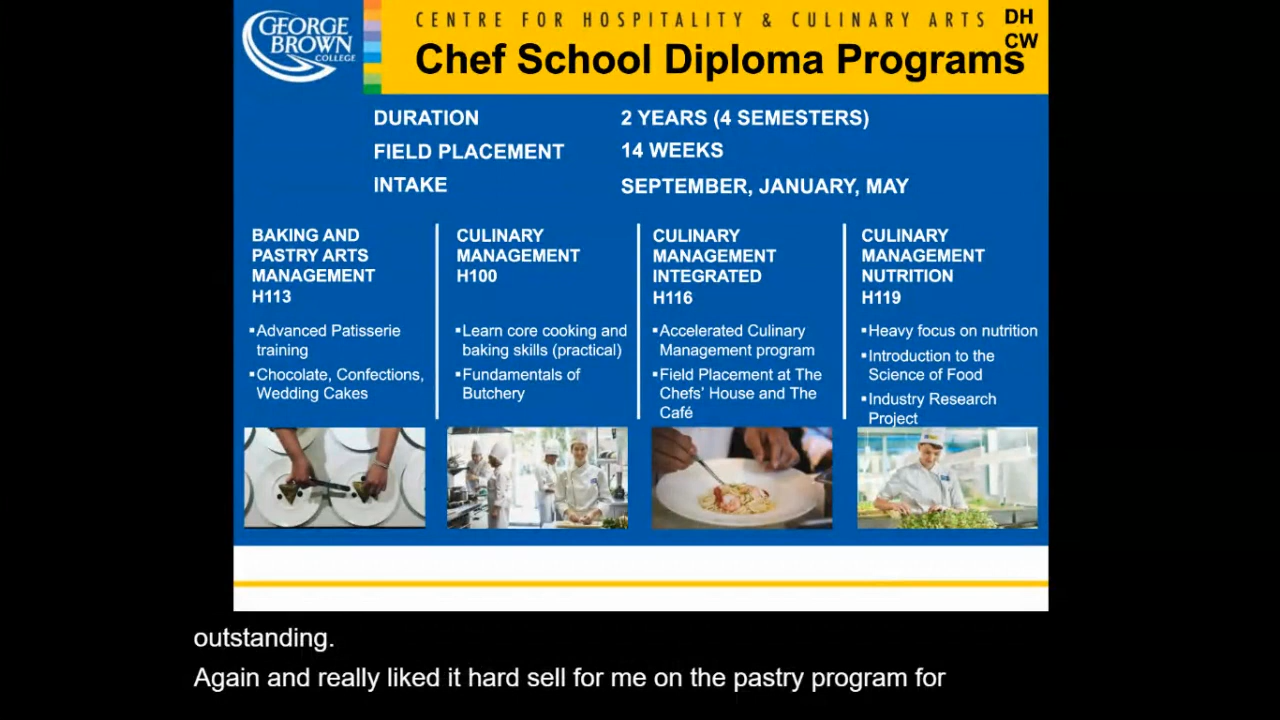 GEORGE
BROWN
COLLEGE
CENTRE FOR HOSPITALITY & CULINARY ARTS
DH
CW
Chef School Diploma Programs
DURATION 2 YEARS (4 SEMESTERS)
FIELD PLACEMENT 14 WEEKS
INTAKE SEPTEMBER, JANUARY, MAY
BAKING AND
PASTRY ARTS
MANAGEMENT
H113
▪Advanced Patisserie
training
▪Chocolate, Confections,
Wedding Cakes
CULINARY
MANAGEMENT
H100
▪Learn core cooking and
baking skills (practical)
▪Fundamentals of
Butchery
CULINARY
MANAGEMENT
INTEGRATED
H116
▪Accelerated Culinary
Management program
▪Field Placement at The
Chefs' House and The
Café
CULINARY
MANAGEMENT
NUTRITION
H119
▪Heavy focus on nutrition
▪Introduction to the
Science of Food
▪Industry Research
Project
outstanding.
Again and really liked it hard sell for me on the pastry program for